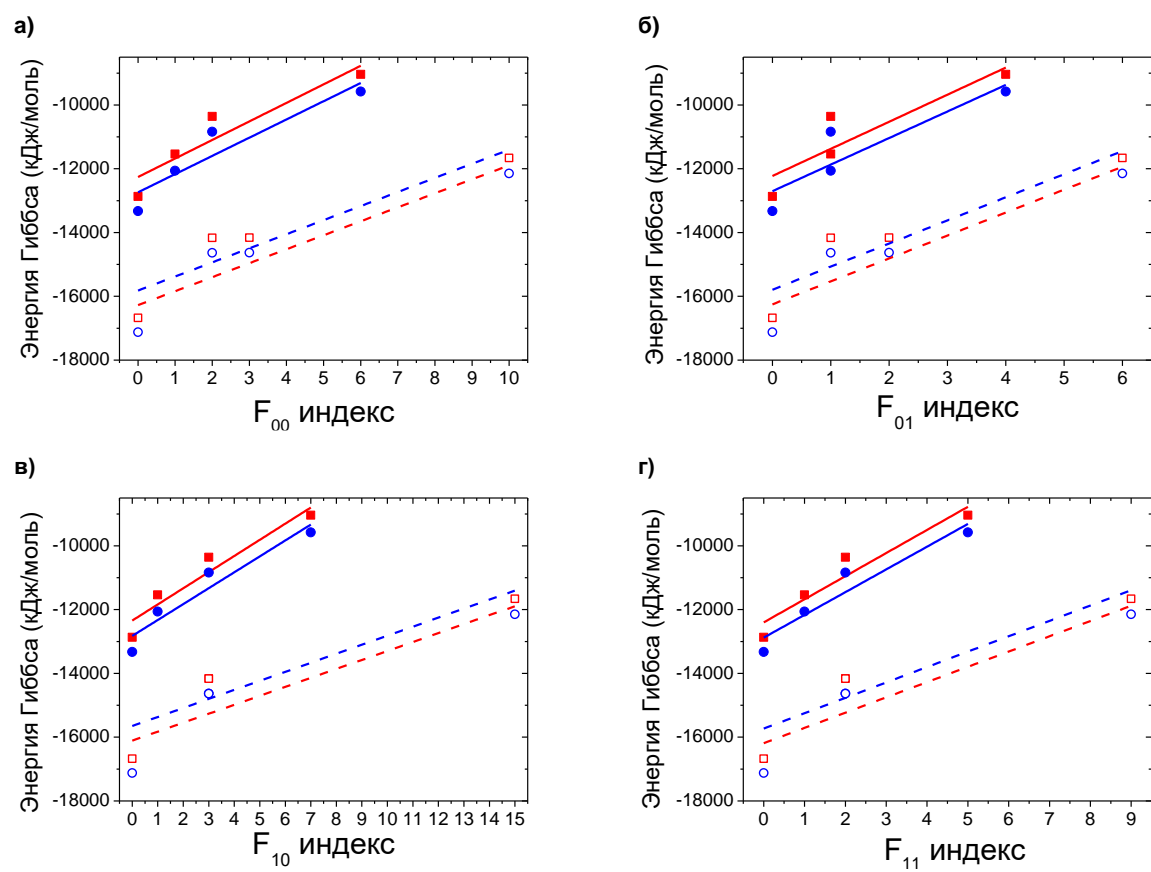 а)
Энергия Гиббса (кДж/моль)
-10000
-12000
-14000
-16000
-18000
0 1 2 3 4 5 6 7 8 9 10
F00 индекс
б)
Энергия Гиббса (кДж/моль)
-10000
-12000
-14000
-16000
-18000
0 1 2 3 4 5 6
F01 индекс
в)
Энергия Гиббса (кДж/моль)
-10000
-12000
-14000
-16000
-18000
0 1 2 3 4 5 6 7 8 9 10 11 12 13 14 15
F10 индекс
г)
Энергия Гиббса (кДж/моль)
-10000
-12000
-14000
-16000
-18000
0 1 2 3 4 5 6 7 8 9
F11 индекс